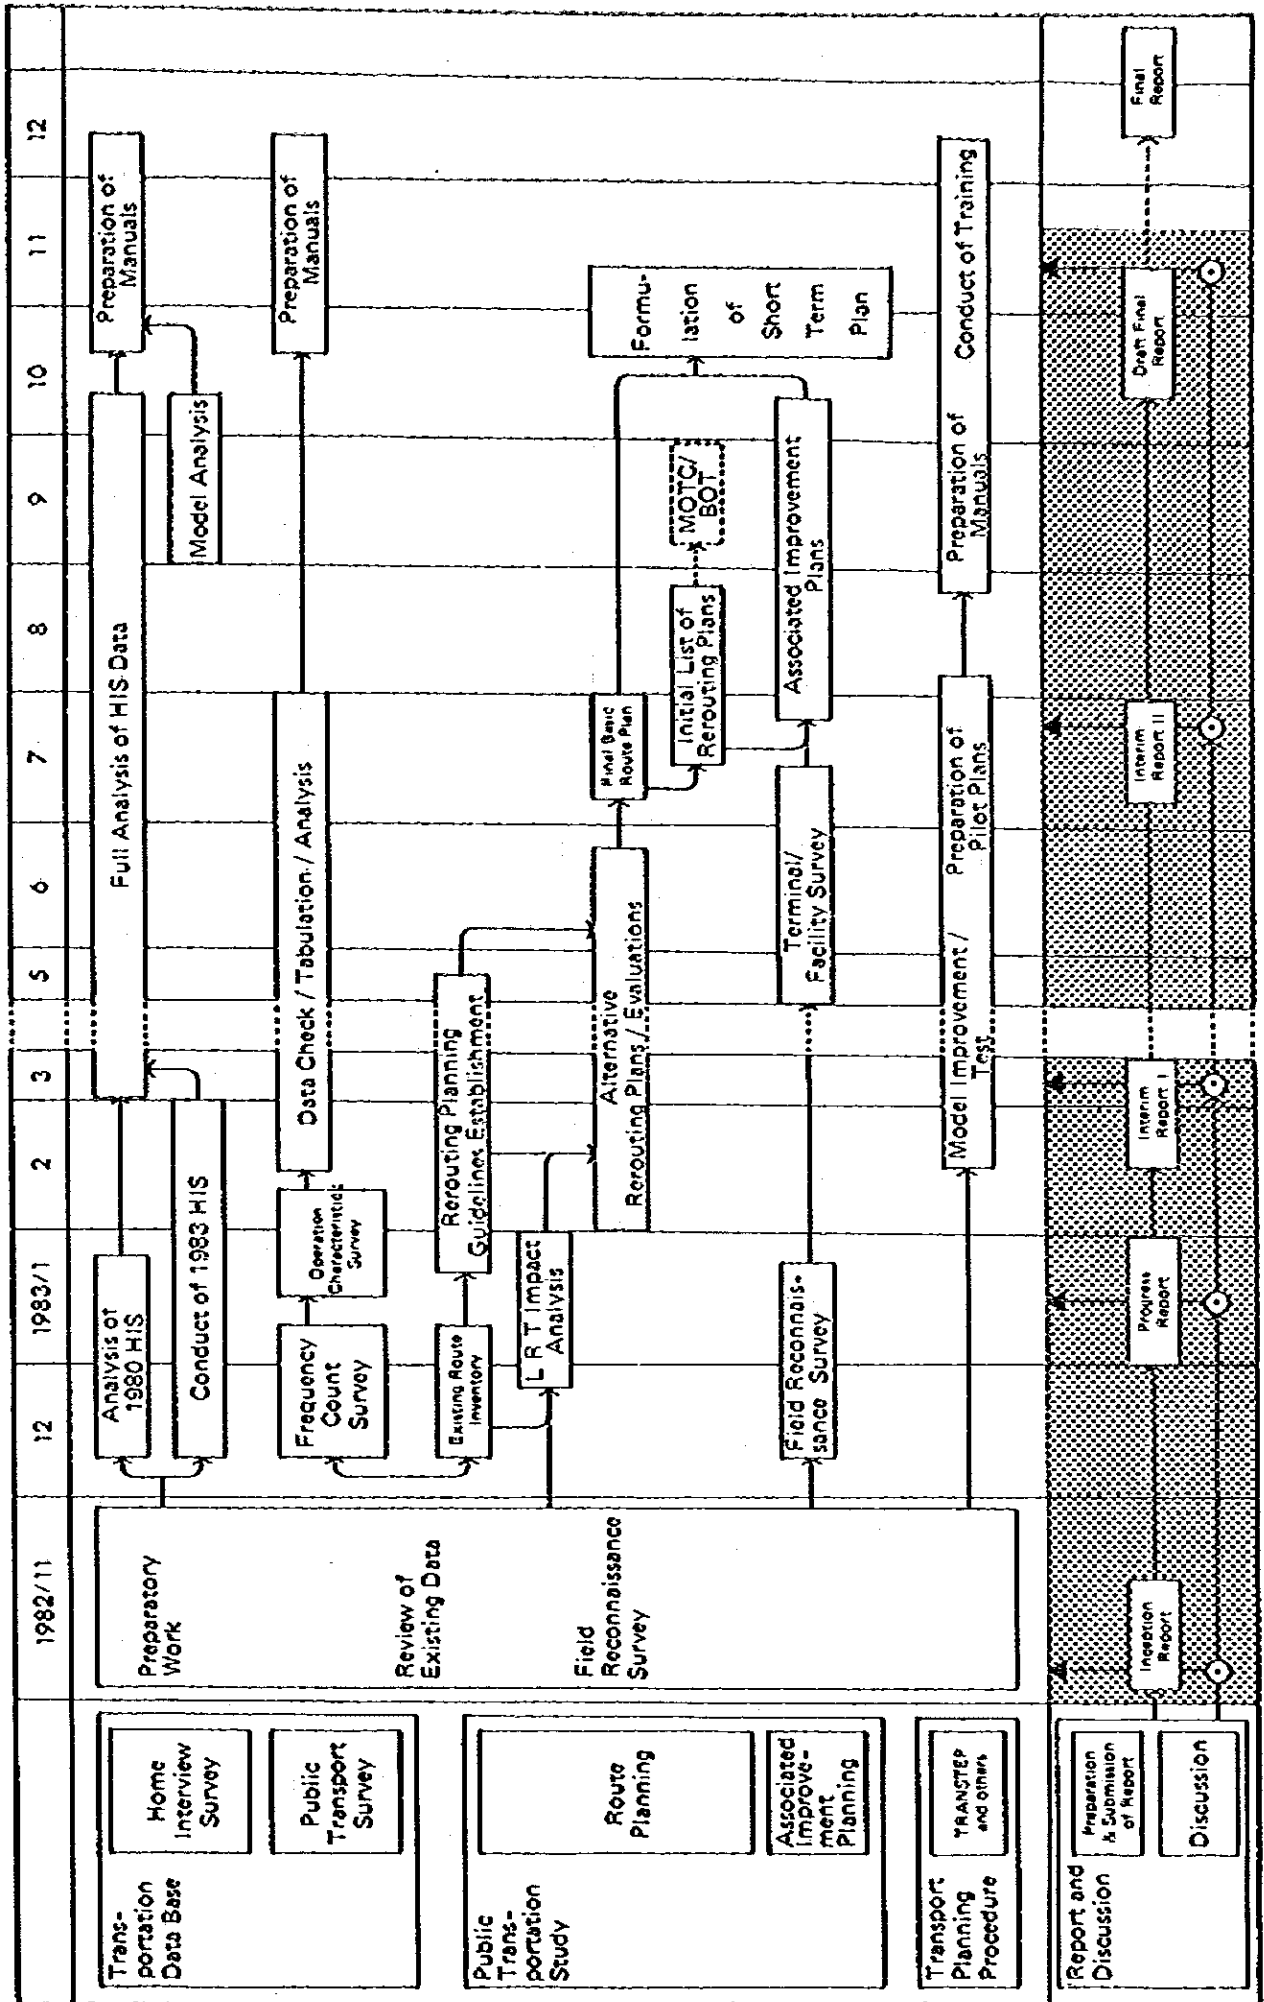 1982/11
12
1983/1
2
3
5
6
7
8
9
10
11
12
Trans-
portation
Data Base
Home
Interview
Survey
Public
Transport
Survey
Public
Trans-
portation
Study
Route
Planning
Associated
Improve-
ment
Planning
Transport
Planning
Procedure
TRANSTEP
and others
Report and
Discussion
Preparation
& Submission
of Report
Discussion
Preparatory
Work
Review of
Existing Data
Field
Reconnaissance
Survey
Analysis of
1980 HIS
Conduct of 1983 HIS
Full Analysis of HIS Data
Model Analysis
Preparation of
Manuals
Frequency
Count
Survey
Operation
Characteristics
Survey
Data Check / Tabulation / Analysis
Preparation of
Manuals
Existing Route
Inventory
Rerouting Planning
Guidelines Establishment
L R T Impact
Analysis
Alternative
Rerouting Plans / Evaluations
Final Basic
Route Plan
Initial List of
Rerouting Plans
MOTC/
BOT
Formu-
lation
of
Short
Term
Plan
Field Reconnais-
sance Survey
Terminal/
Facility Survey
Associated Improvement
Plans
Model Improvement /
Test
Preparation of
Pilot Plans
Preparation of
Manuals
Conduct of Training
Inception
Report
Progress
Report
Interim
Report I
Interim
Report II
Draft Final
Report
Final
Report